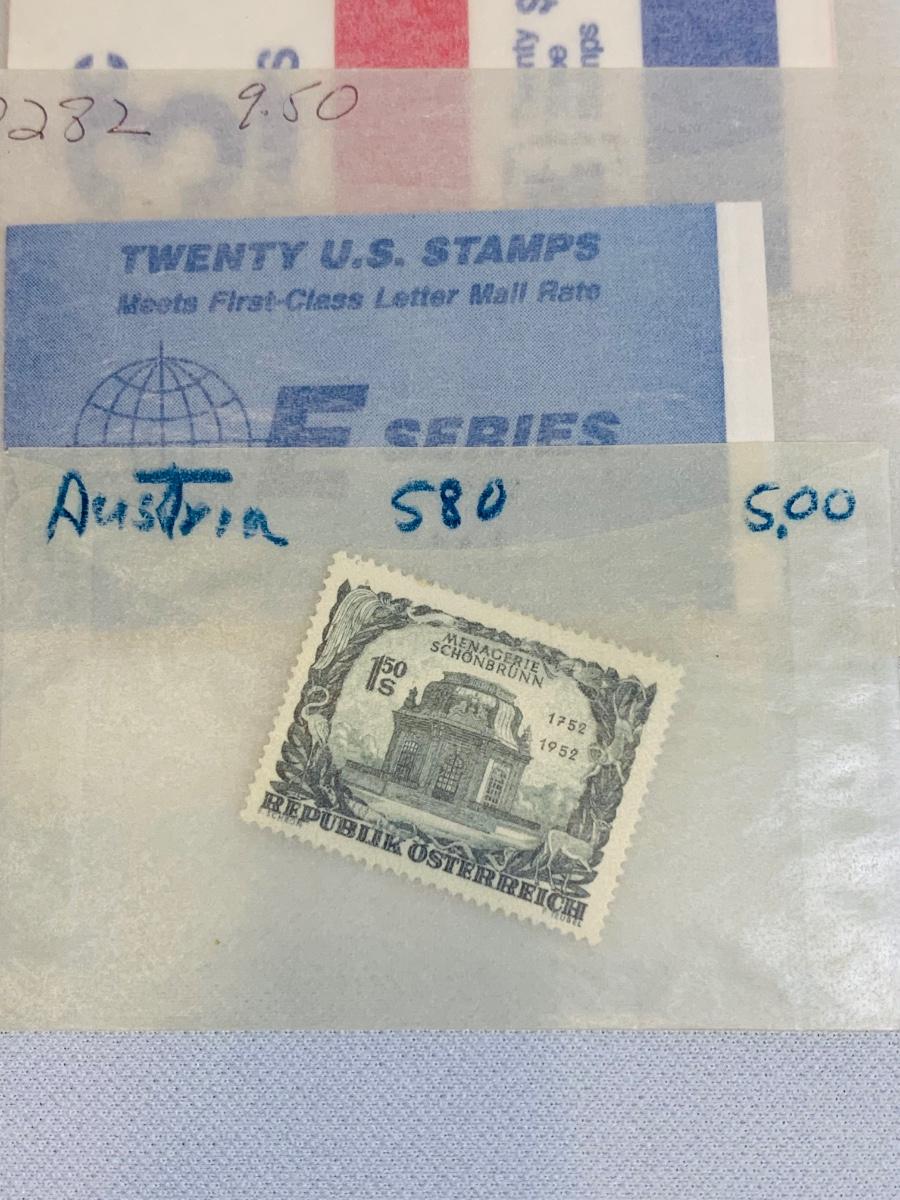 2282 9.50
TWENTY U.S. STAMPS
Meets First-Class Letter Mail Rate
E SERIES
Austria 580 5,00
MENAGERIE
SCHÖNBRUNN
1 50 S
1752
1952
REPUBLIK ÖSTERREICH